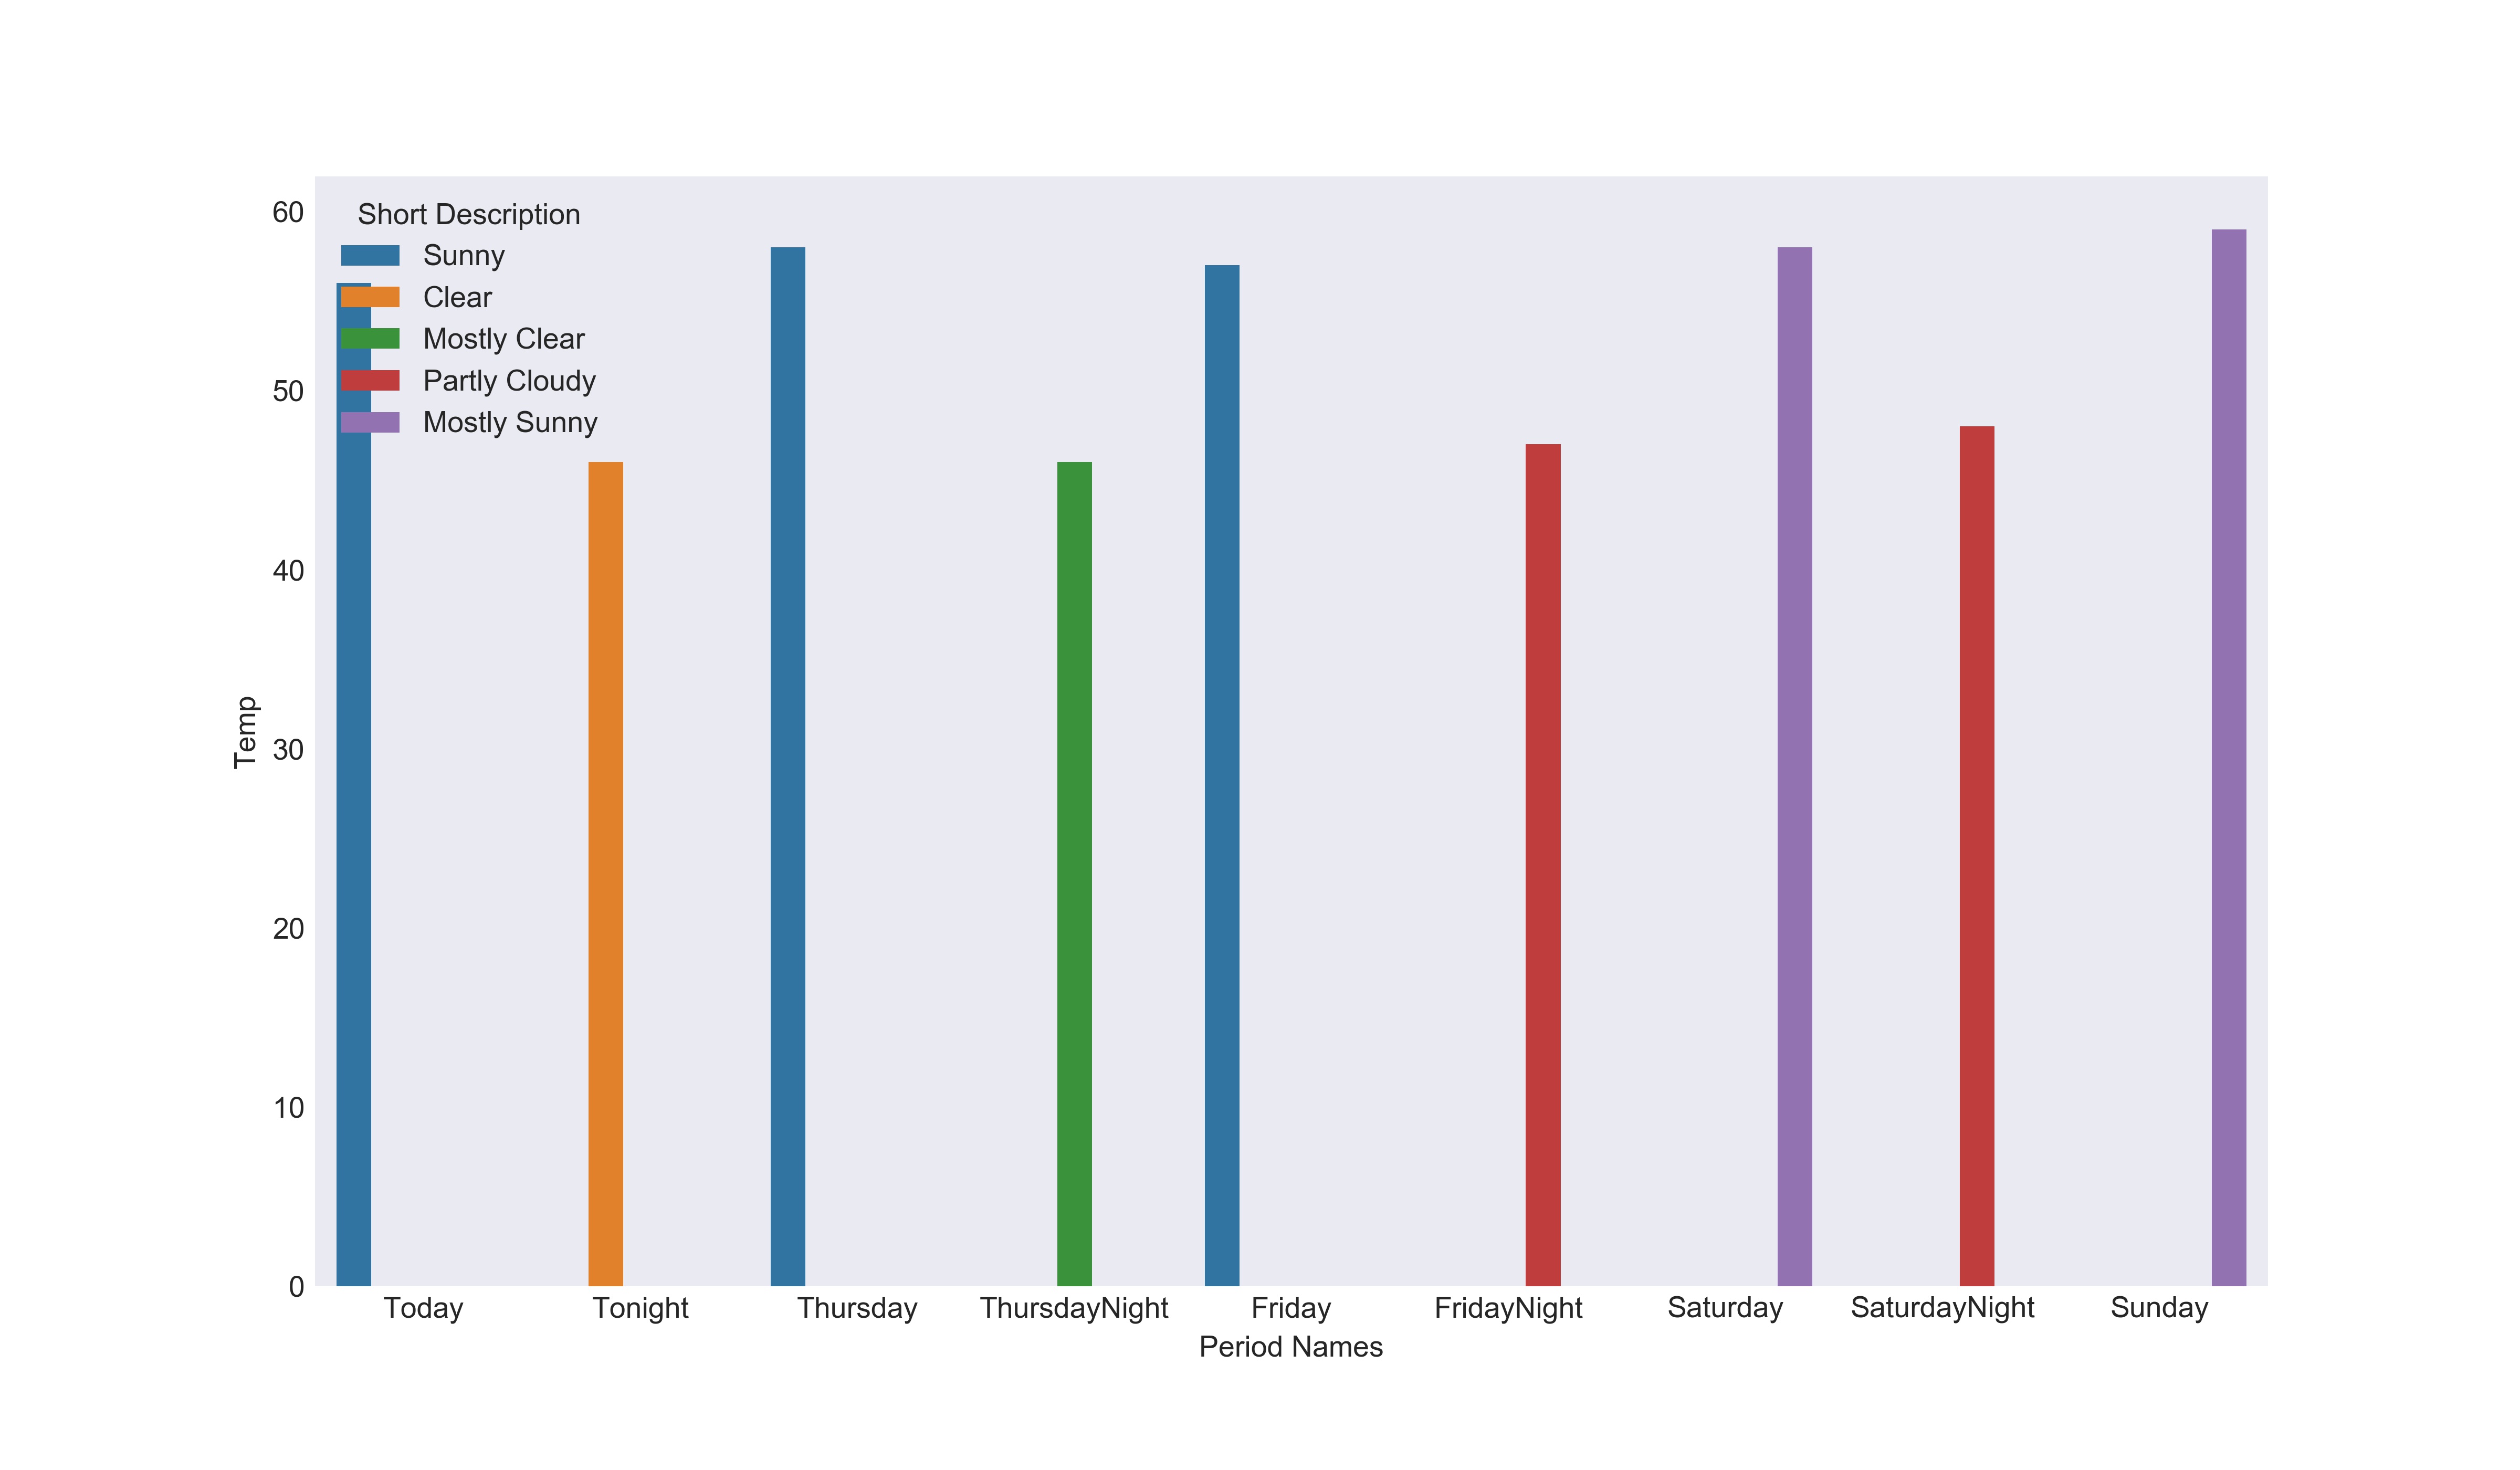 Short Description
Sunny
Clear
Mostly Clear
Partly Cloudy
Mostly Sunny
60
50
40
30
20
10
0
Temp
Today Tonight Thursday ThursdayNight Friday FridayNight Saturday SaturdayNight Sunday
Period Names